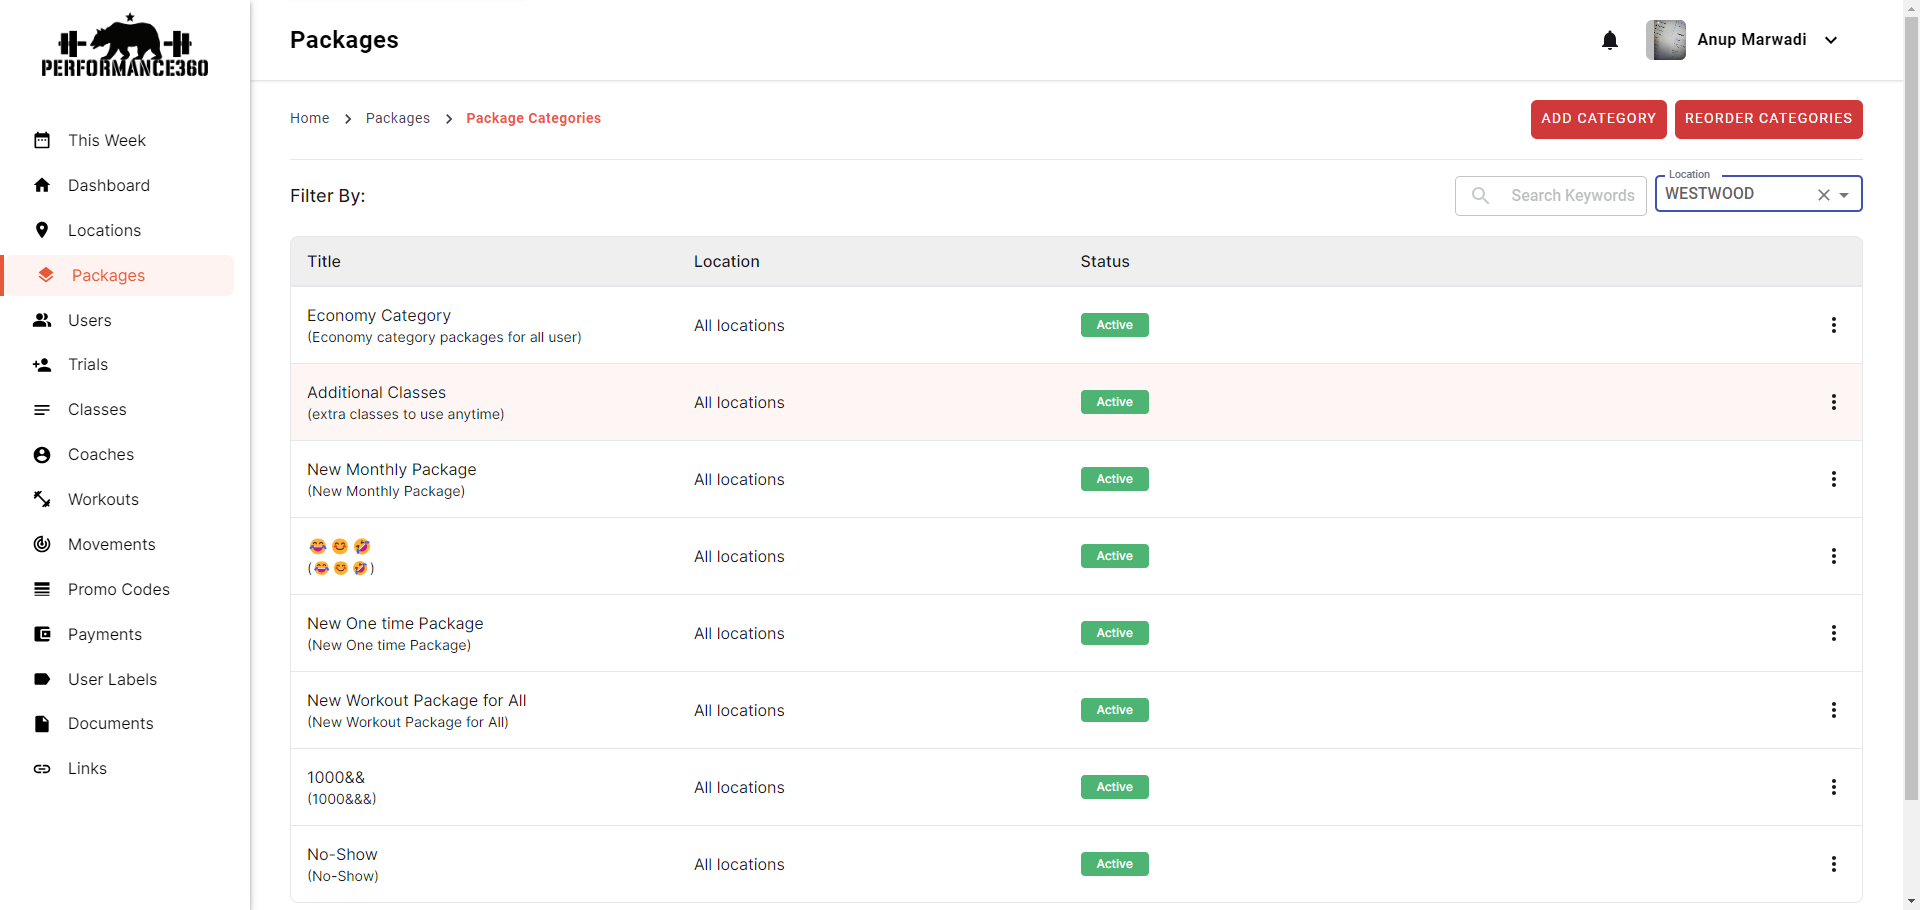 PERFORMANCE360
Packages
Anup Marwadi
This Week
Dashboard
Locations
Packages
Users
Trials
Classes
Coaches
Workouts
Movements
Promo Codes
Payments
User Labels
Documents
Links
Home > Packages > Package Categories
ADD CATEGORY
REORDER CATEGORIES
Filter By:
Search Keywords
Location
WESTWOOD
Title Location Status
Economy Category
(Economy category packages for all user)
All locations
Active
Additional Classes
(extra classes to use anytime)
All locations
Active
New Monthly Package
(New Monthly Package)
All locations
Active
😂 😊 🤣
(😂 😊 🤣)
All locations
Active
New One time Package
(New One time Package)
All locations
Active
New Workout Package for All
(New Workout Package for All)
All locations
Active
1000&&
(1000&&&)
All locations
Active
No-Show
(No-Show)
All locations
Active